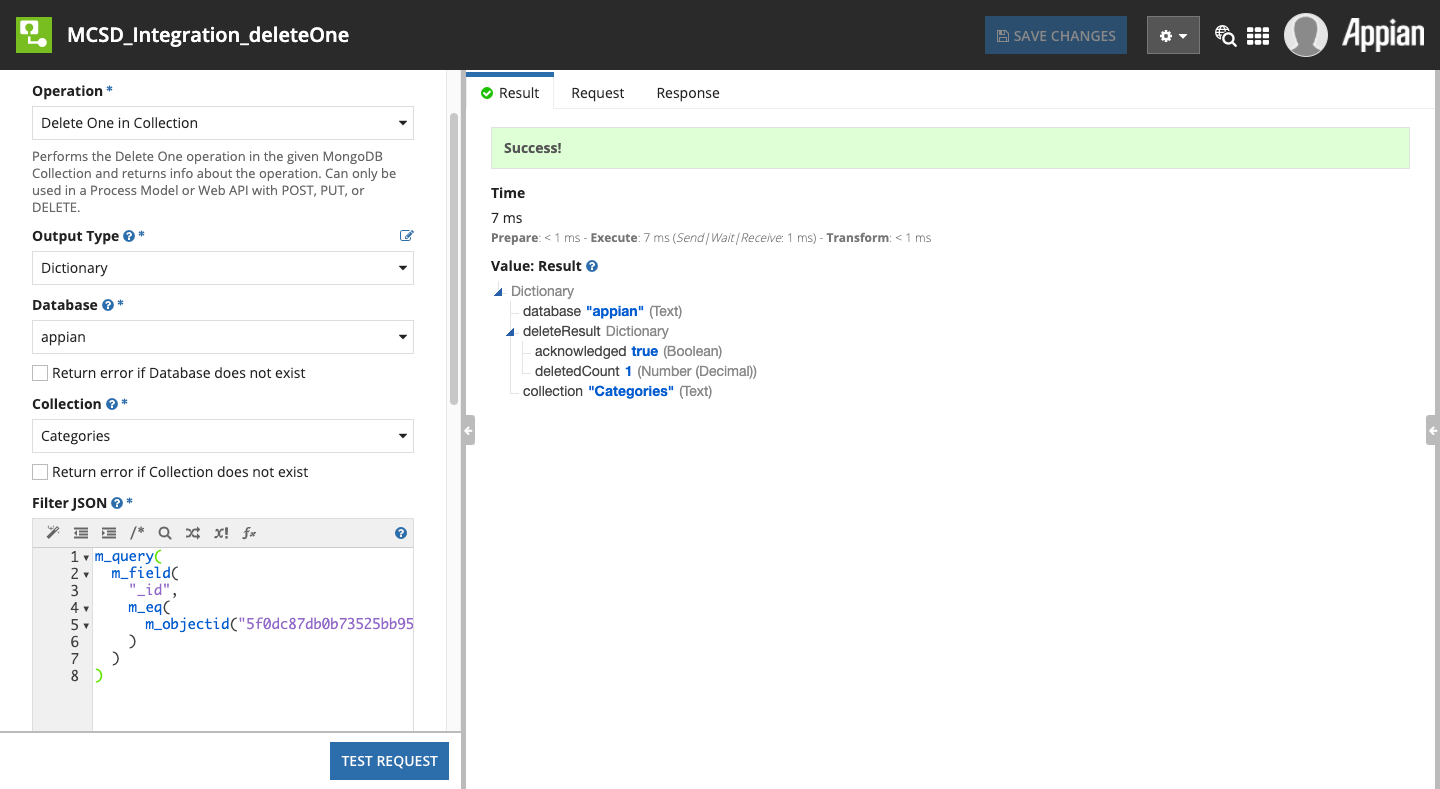 MCSD_Integration_deleteOne
SAVE CHANGES
Appian
Operation *
Delete One in Collection
Performs the Delete One operation in the given MongoDB
Collection and returns info about the operation. Can only be
used in a Process Model or Web API with POST, PUT, or
DELETE.
Output Type ? *
Dictionary
Database ? *
appian
Return error if Database does not exist
Collection ? *
Categories
Return error if Collection does not exist
Filter JSON ? *
/* x! fx ?
1 m_query(
2 m_field(
3 "_id",
4 m_eq(
5 m_objectid("5f0dc87db0b73525bb95
6 )
7 )
8 )
TEST REQUEST
Result Request Response
Success!
Time
7 ms
Prepare: < 1 ms - Execute: 7 ms (Send|Wait|Receive: 1 ms) - Transform: < 1 ms
Value: Result ?
Dictionary
database "appian" (Text)
deleteResult Dictionary
acknowledged true (Boolean)
deletedCount 1 (Number (Decimal))
collection "Categories" (Text)